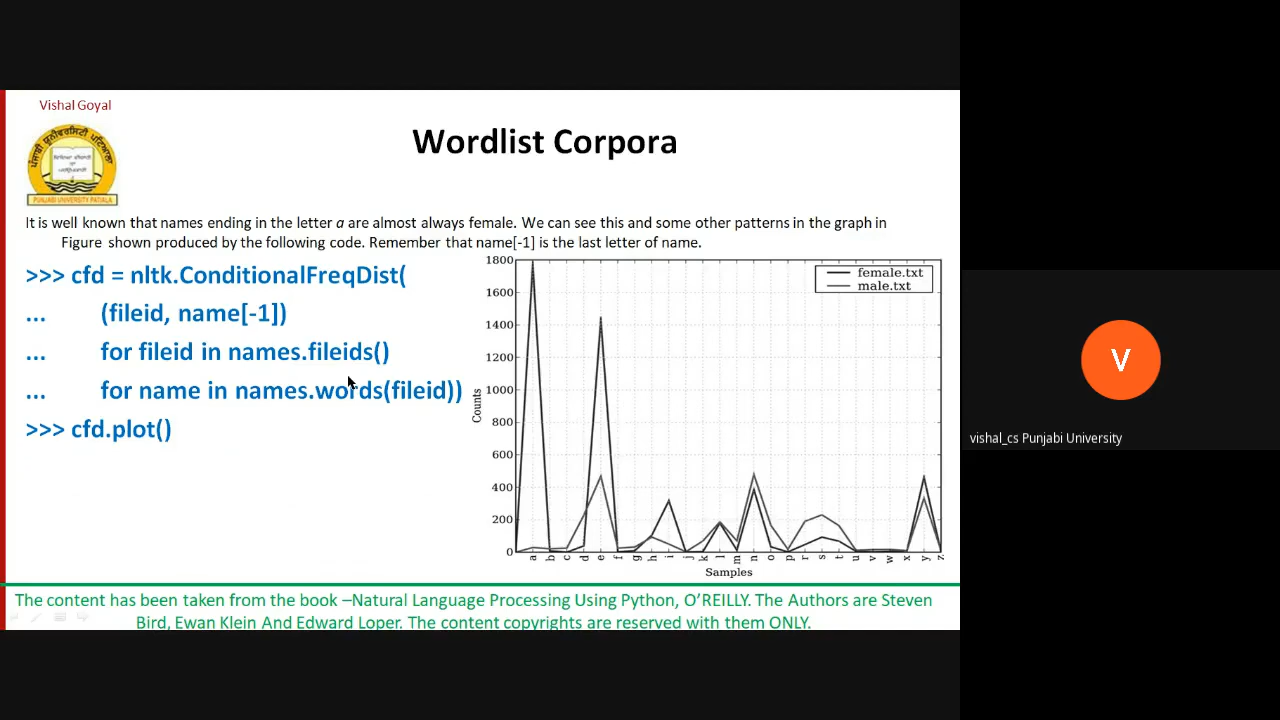 Vishal Goyal
ਪੰਜਾਬੀ ਯੂਨੀਵਰਸਿਟੀ ਪਟਿਆਲਾ
PUNJABI UNIVERSITY PATIALA
Wordlist Corpora
It is well known that names ending in the letter a are almost always female. We can see this and some other patterns in the graph in
Figure shown produced by the following code. Remember that name[-1] is the last letter of name.
>>> cfd = nltk.ConditionalFreqDist(
... (fileid, name[-1])
... for fileid in names.fileids()
... for name in names.words(fileid))
>>> cfd.plot()
1800
1600
1400
1200
1000
800
600
400
200
0
Counts
female.txt
male.txt
a b c d e f g h i j k l m n o p r s t u v w x y z
Samples
The content has been taken from the book –Natural Language Processing Using Python, O’REILLY. The Authors are Steven
Bird, Ewan Klein And Edward Loper. The content copyrights are reserved with them ONLY.
V
vishal_cs Punjabi University